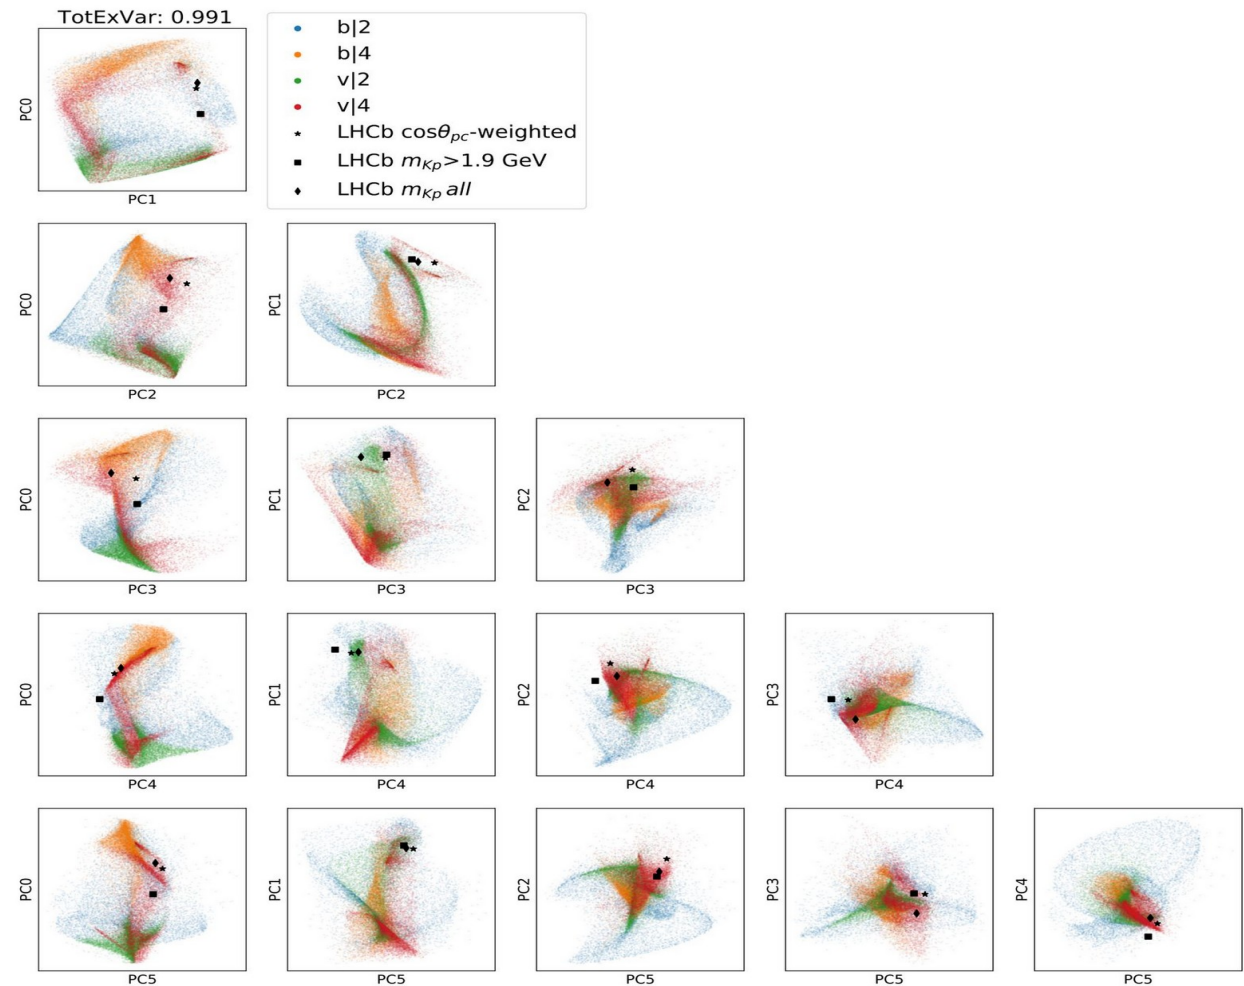 TotExVar: 0.991
b|2
b|4
v|2
v|4
LHCb cosθpc-weighted
LHCb mKp>1.9 GeV
LHCb mKp all
PC0
PC1
PC0
PC2
PC1
PC2
PC0
PC3
PC1
PC3
PC2
PC3
PC0
PC4
PC1
PC4
PC2
PC4
PC3
PC4
PC0
PC5
PC1
PC5
PC2
PC5
PC3
PC5
PC4
PC5